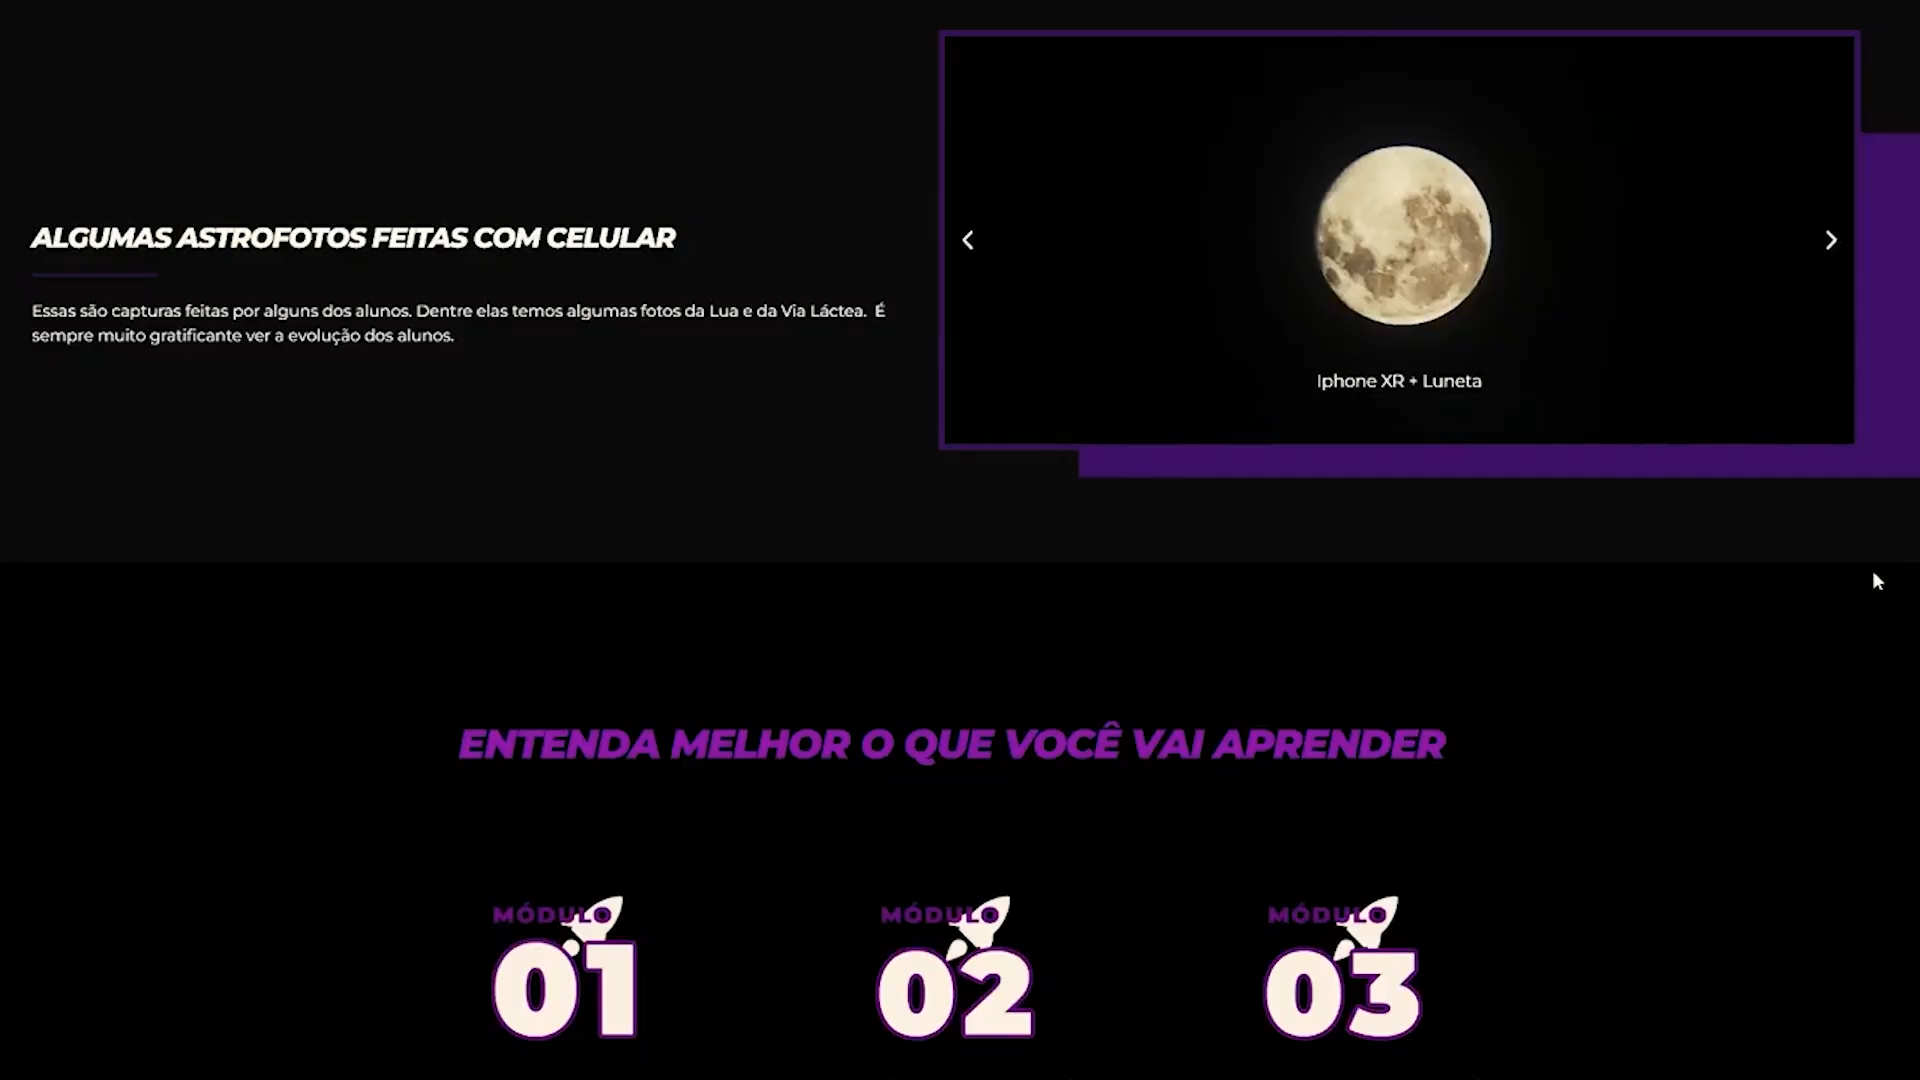 ALGUMAS ASTROFOTOS FEITAS COM CELULAR
Essas são capturas feitas por alguns dos alunos. Dentre elas temos algumas fotos da Lua e da Via Láctea. É
sempre muito gratificante ver a evolução dos alunos.
Iphone XR + Luneta
ENTENDA MELHOR O QUE VOCÊ VAI APRENDER
MÓDULO
01
MÓDULO
02
MÓDULO
03